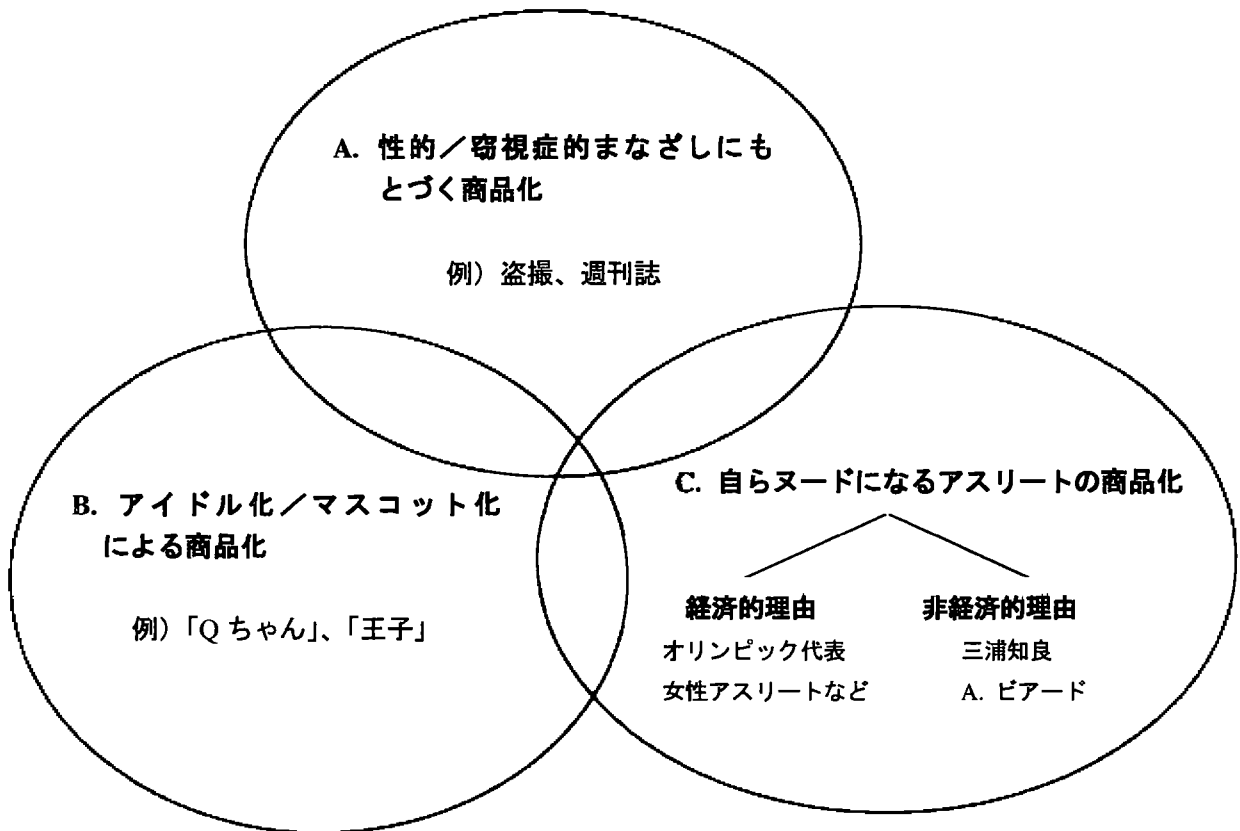 A. 性的／窃視症的まなざしにも
とづく商品化
例）盗撮、週刊誌
B. アイドル化／マスコット化
による商品化
例）「Q ちゃん」、「王子」
C. 自らヌードになるアスリートの商品化
経済的理由
オリンピック代表
女性アスリートなど
非経済的理由
三浦知良
A. ビアード